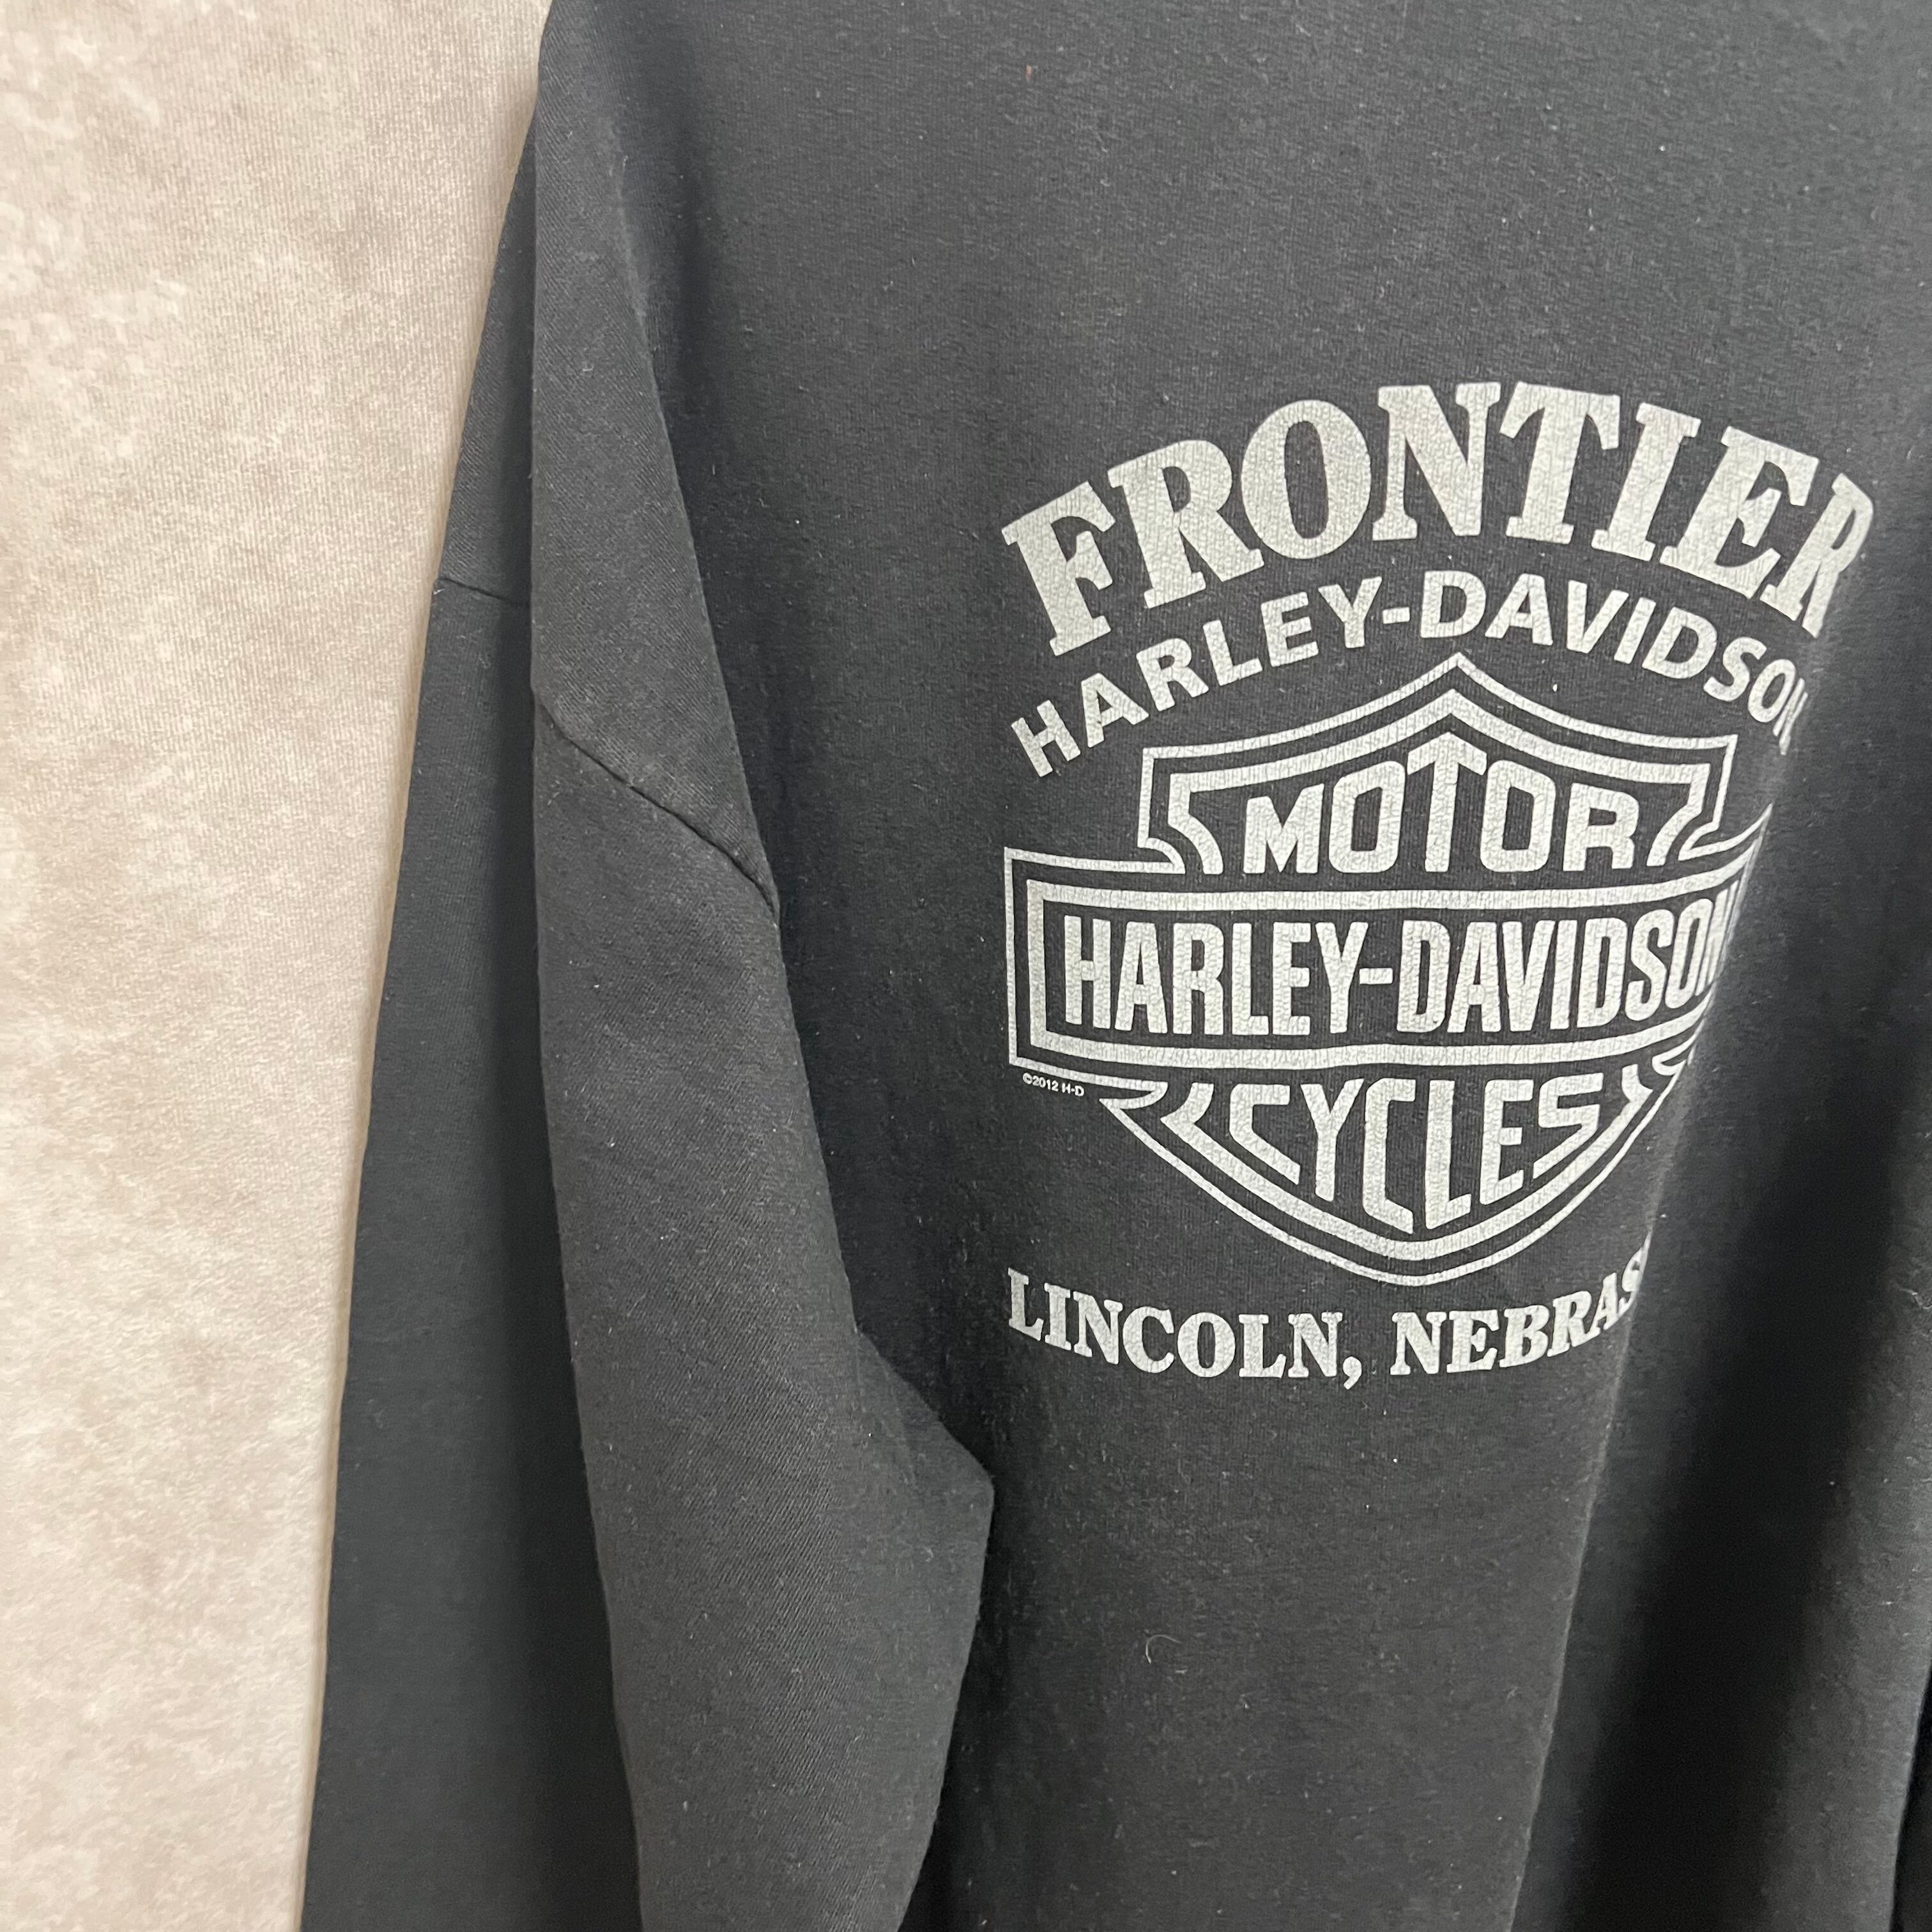 FRONTIER
HARLEY-DAVIDSON
MOTOR
HARLEY-DAVIDSON
©2012 H-D
CYCLES
LINCOLN, NEBRAS